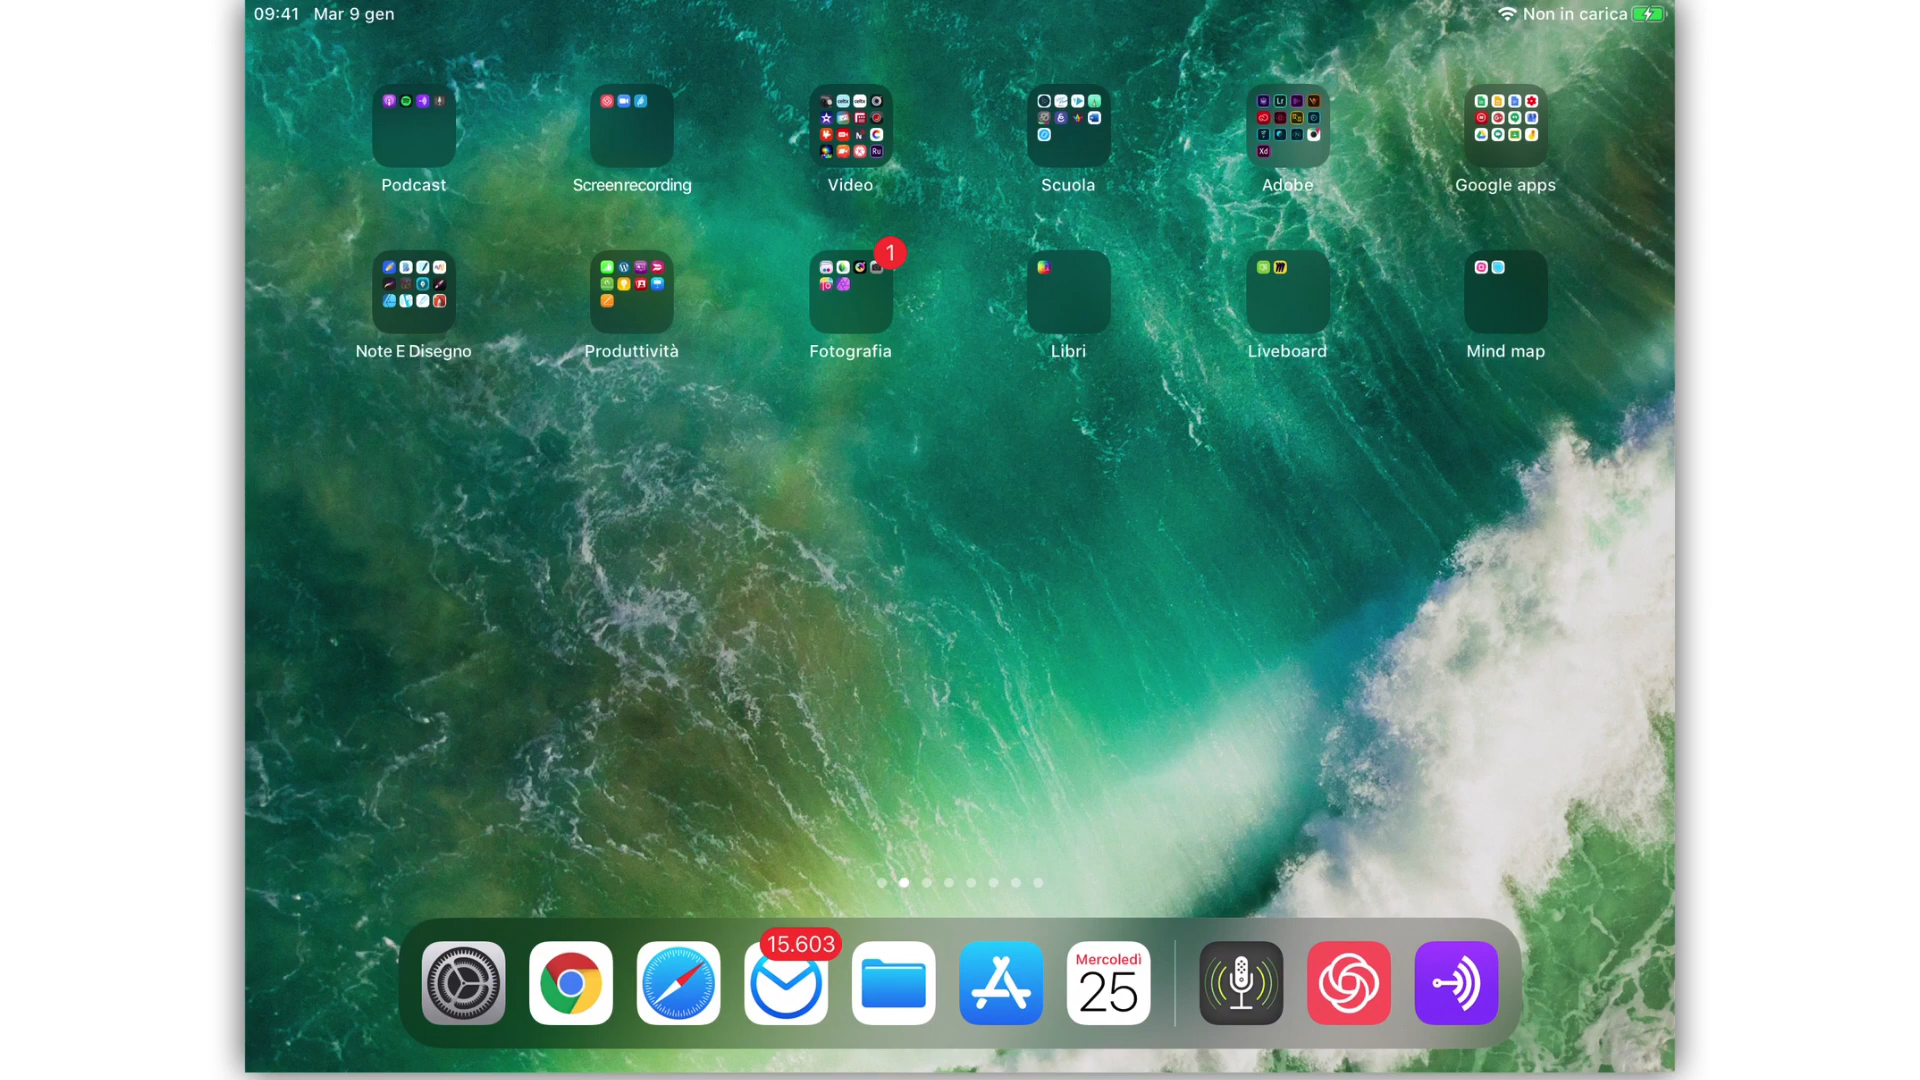 09:41 Mar 9 gen
Non in carica
Podcast
Screenrecording
Video
Scuola
Adobe
Google apps
1
Note E Disegno
Produttività
Fotografia
Libri
Liveboard
Mind map
15.603
Mercoledì
25